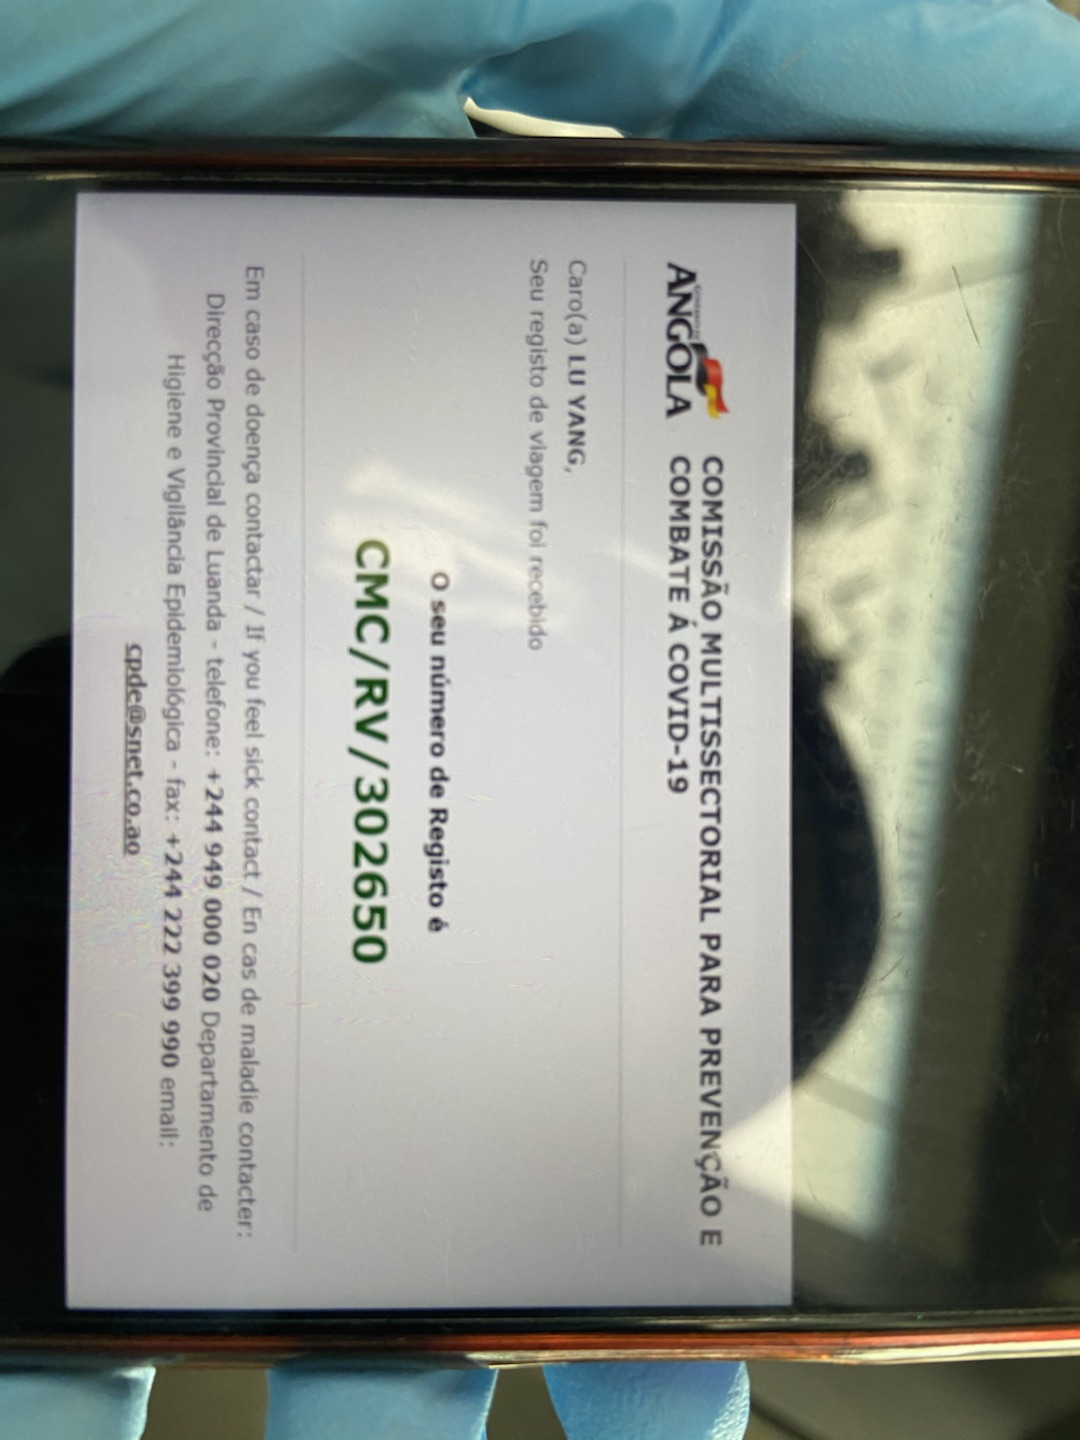 Governo de
ANGOLA
COMISSÃO MULTISSECTORIAL PARA PREVENÇÃO E
COMBATE Á COVID-19
Caro(a) LU YANG,
Seu registo de viagem foi recebido
O seu número de Registo é
CMC/RV/302650
Em caso de doença contactar / If you feel sick contact / En cas de maladie contacter:
Direcção Provincial de Luanda - telefone: +244 949 000 020 Departamento de
Higiene e Vigilância Epidemiológica - fax: +244 222 399 990 email:
cpde@snet.co.ao